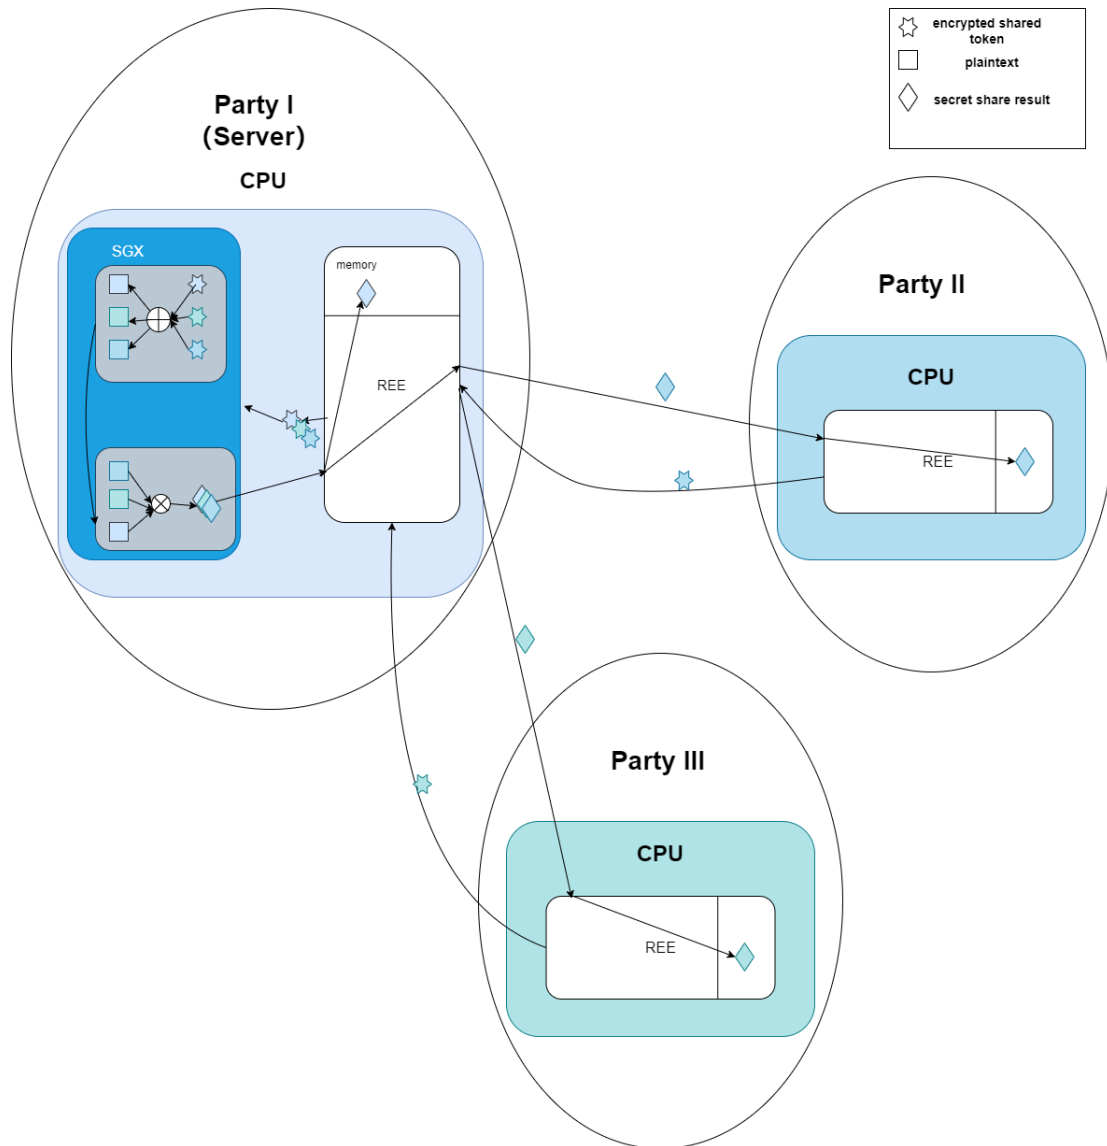 encrypted shared
token
plaintext
secret share result
Party I
(Server)
CPU
SGX
memory
REE
Party II
CPU
REE
Party III
CPU
REE